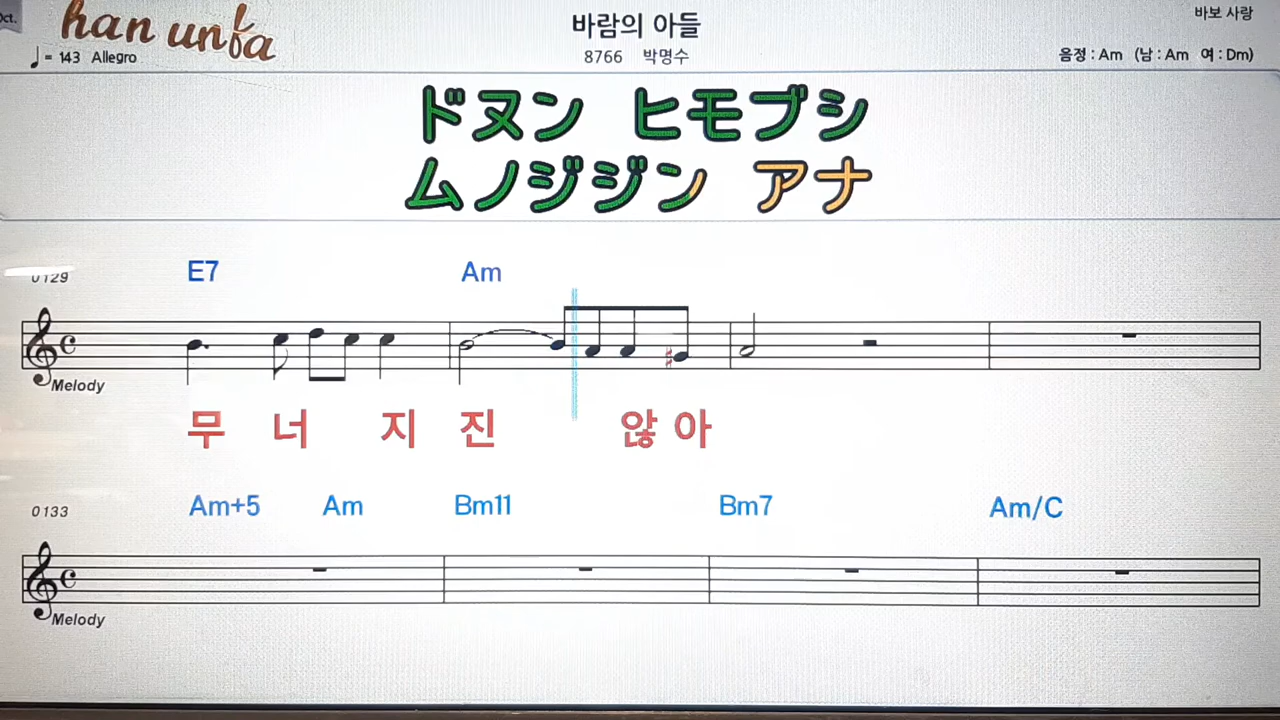 Oct.
han unfa
♩= 143 Allegro
바람의 아들
8766 박명수
바보 사랑
음정 : Am (남 : Am 여 : Dm)
ドヌン ヒモブシ
ムノジジン アナ
0129 E7 Am
Melody
무 너 지 진 않 아
0133 Am+5 Am Bm11 Bm7 Am/C
Melody